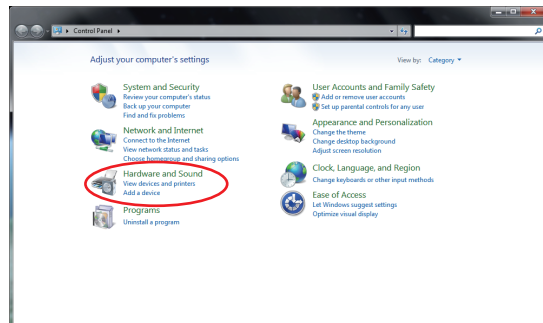 Control Panel
Adjust your computer's settings
View by: Category
System and Security
Review your computer's status
Back up your computer
Find and fix problems
Network and Internet
Connect to the Internet
View network status and tasks
Choose homegroup and sharing options
Hardware and Sound
View devices and printers
Add a device
Programs
Uninstall a program
User Accounts and Family Safety
Add or remove user accounts
Set up parental controls for any user
Appearance and Personalization
Change the theme
Change desktop background
Adjust screen resolution
Clock, Language, and Region
Change keyboards or other input methods
Ease of Access
Let Windows suggest settings
Optimize visual display